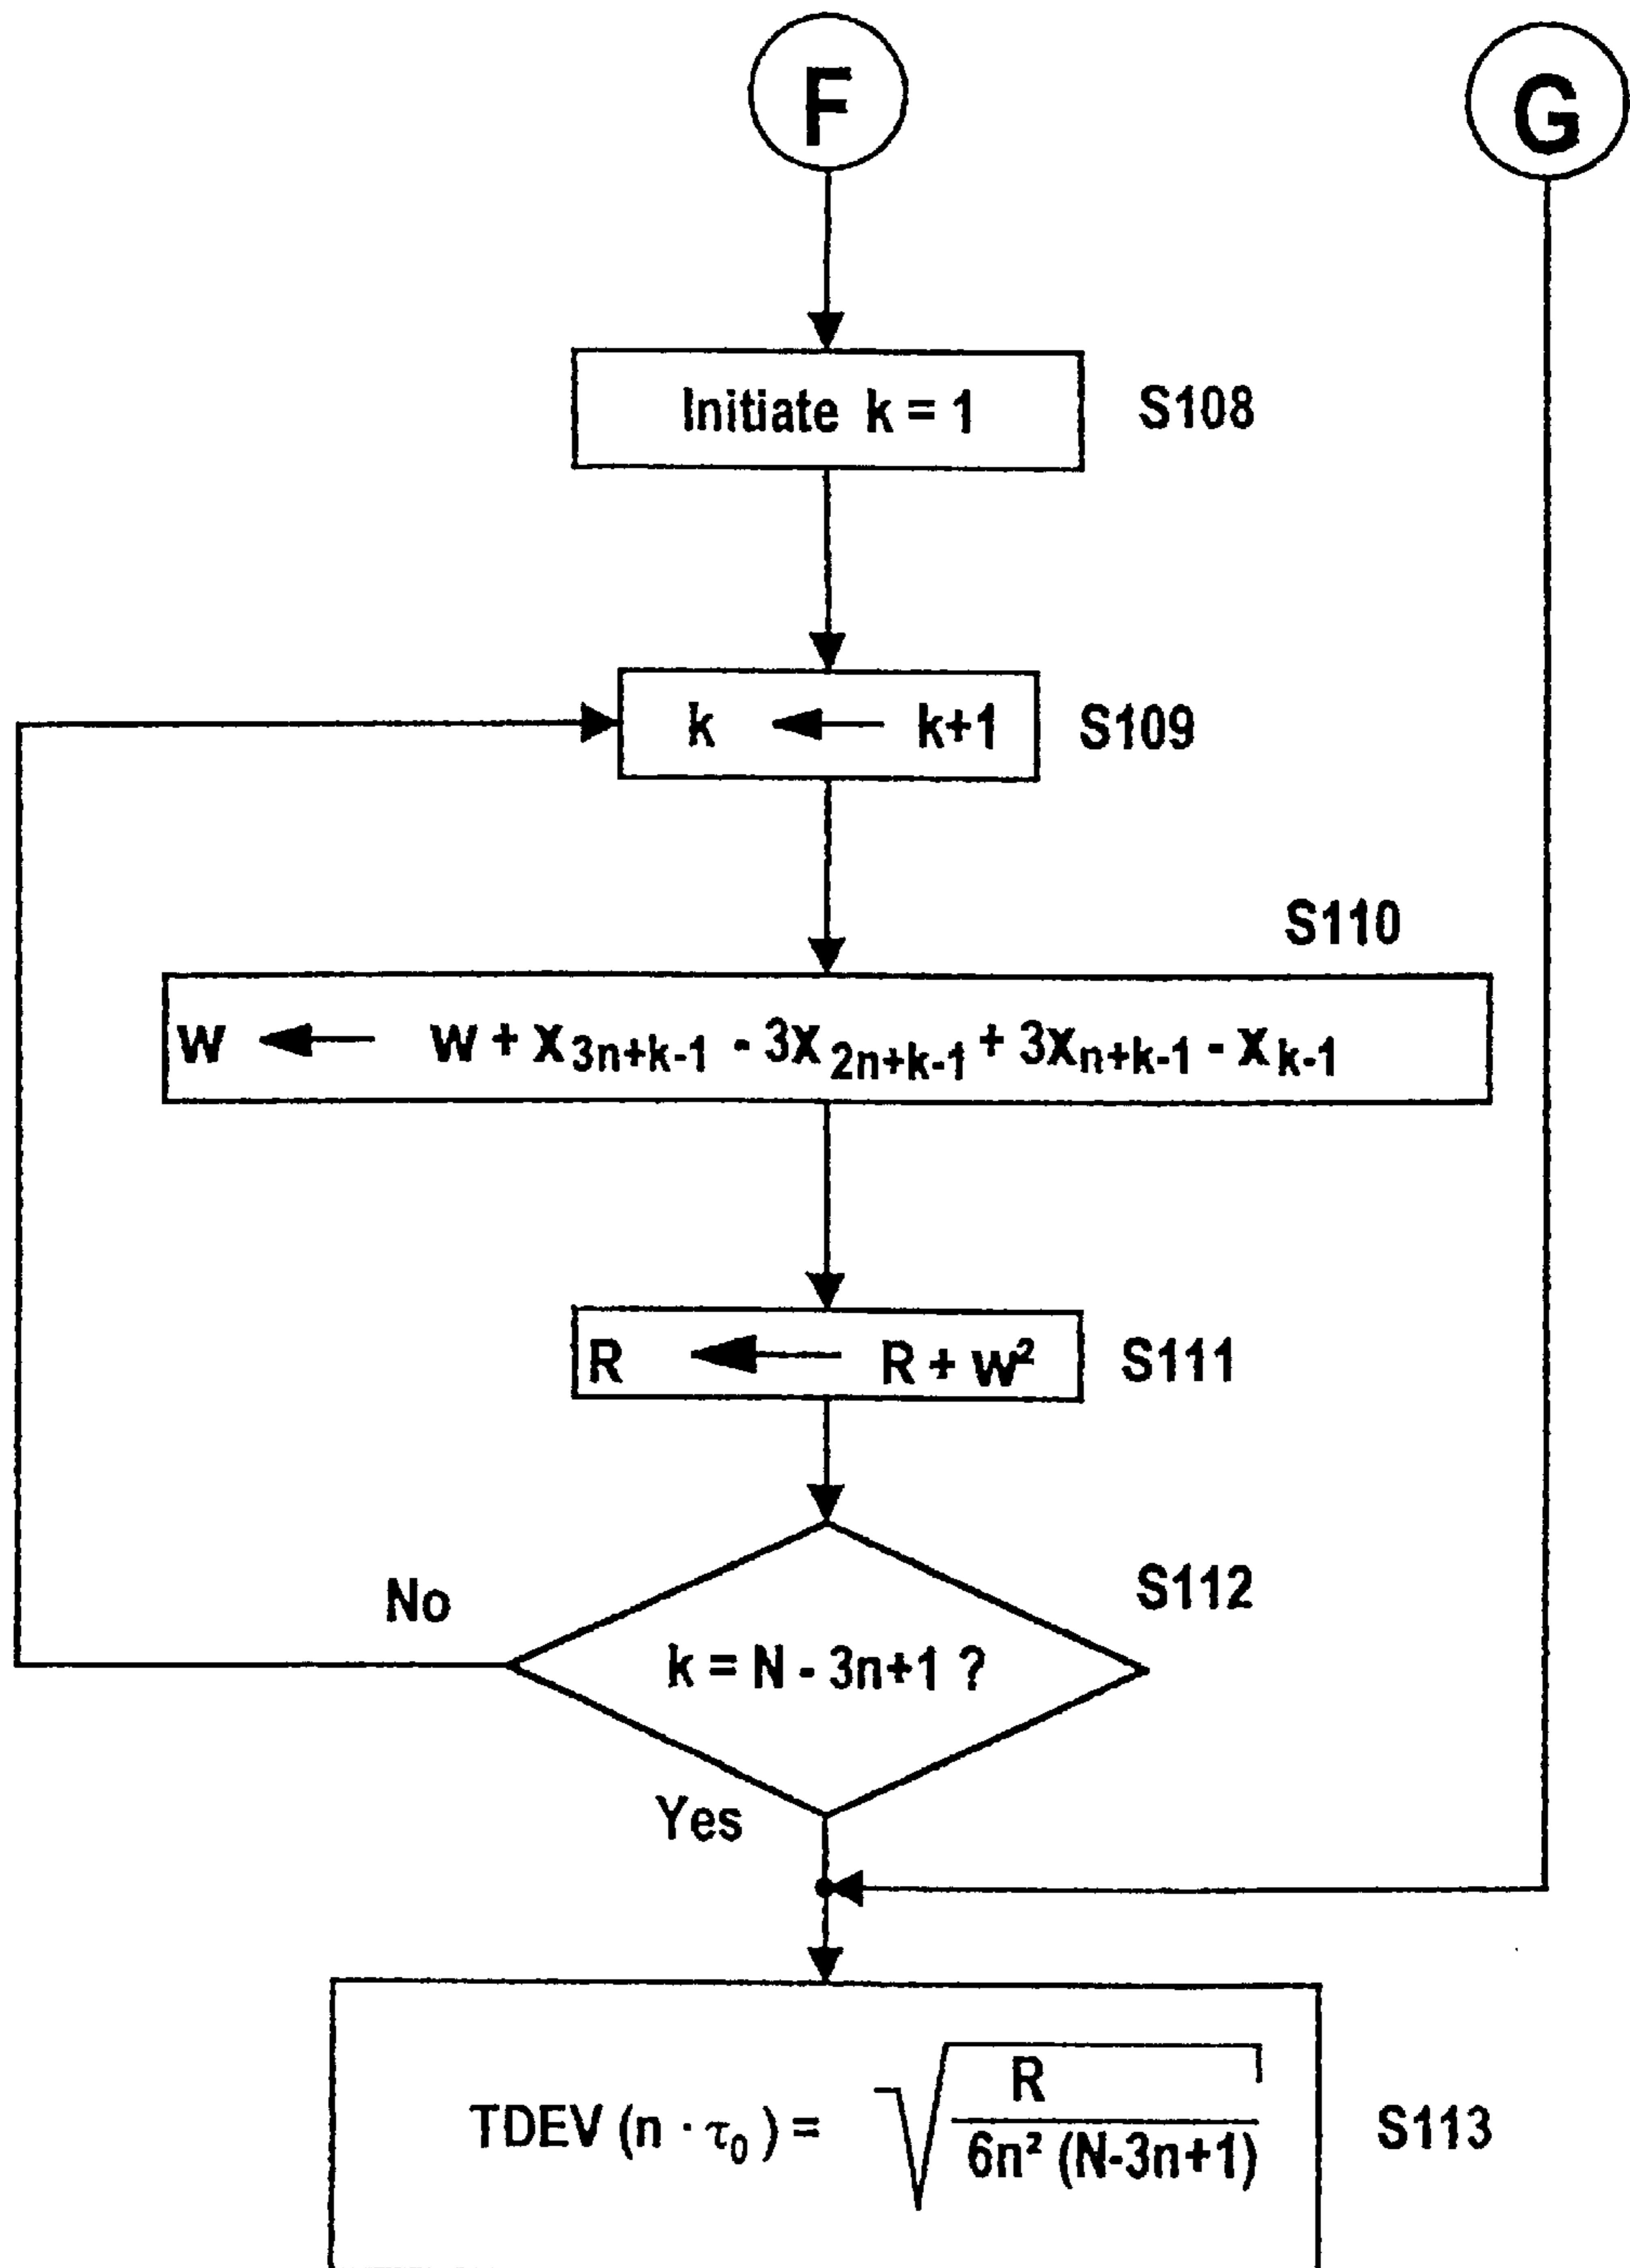 F
G
Initiate k = 1
S108
k ← k+1
S109
S110
W ← W + x₃ₙ₊ₖ₋₁ - 3x₂ₙ₊ₖ₋₁ + 3xₙ₊ₖ₋₁ - xₖ₋₁
R ← R + w²
S111
S112
No
k = N - 3n+1 ?
Yes
TDEV (n · τ₀) = √ R / 6n² (N-3n+1)
S113